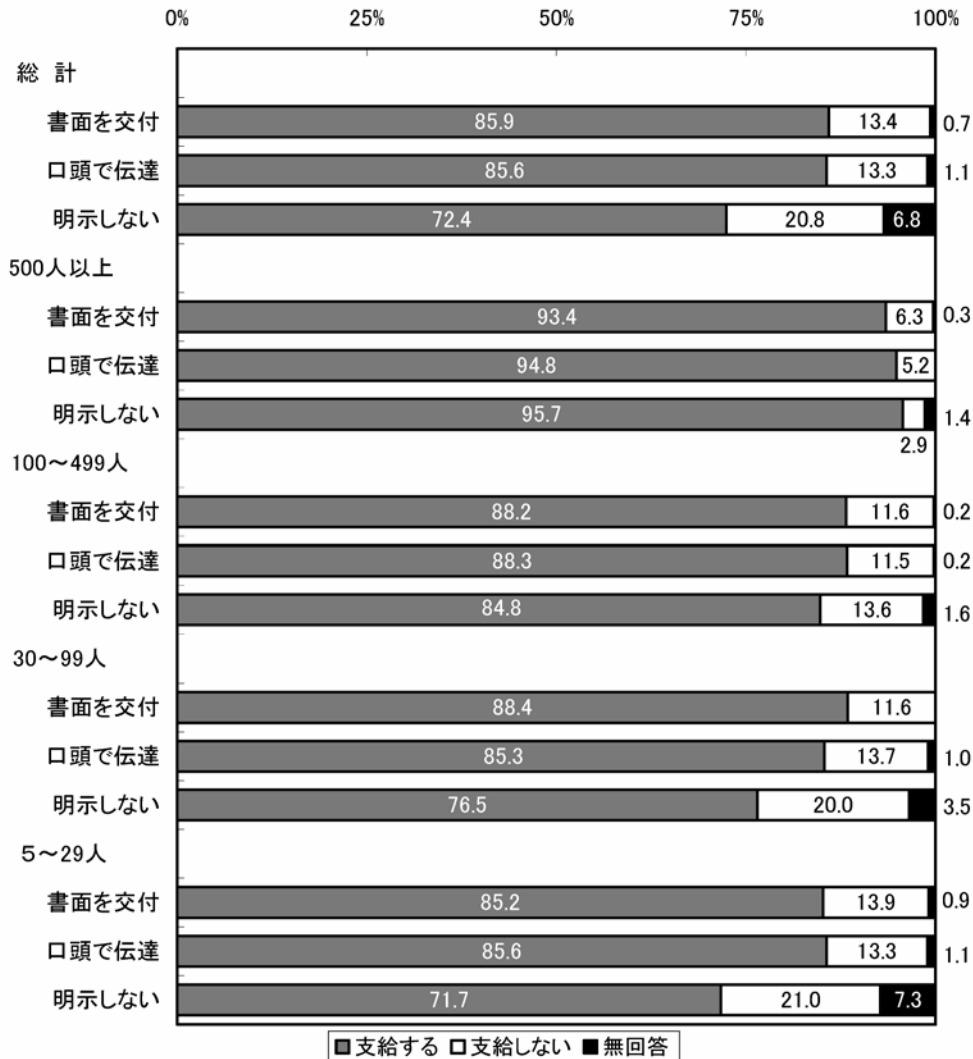 0% 25% 50% 75% 100%
総 計
書面を交付 85.9 13.4 0.7
口頭で伝達 85.6 13.3 1.1
明示しない 72.4 20.8 6.8
500人以上
書面を交付 93.4 6.3 0.3
口頭で伝達 94.8 5.2
明示しない 95.7 1.4
2.9
100～499人
書面を交付 88.2 11.6 0.2
口頭で伝達 88.3 11.5 0.2
明示しない 84.8 13.6 1.6
30～99人
書面を交付 88.4 11.6
口頭で伝達 85.3 13.7 1.0
明示しない 76.5 20.0 3.5
５～29人
書面を交付 85.2 13.9 0.9
口頭で伝達 85.6 13.3 1.1
明示しない 71.7 21.0 7.3
支給する 支給しない 無回答